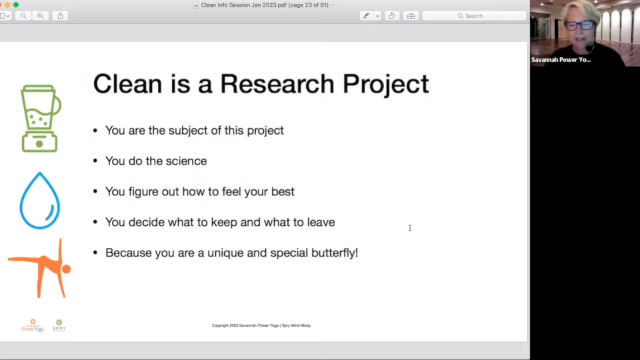 Clean Info Session Jan 2023.pdf (page 23 of 61)
Search
Savannah Power Yo...
Clean is a Research Project
• You are the subject of this project
• You do the science
• You figure out how to feel your best
• You decide what to keep and what to leave
• Because you are a unique and special butterfly!
PowerYoga
Copyright 2023 Savannah Power Yoga | Spiry Mind+Body